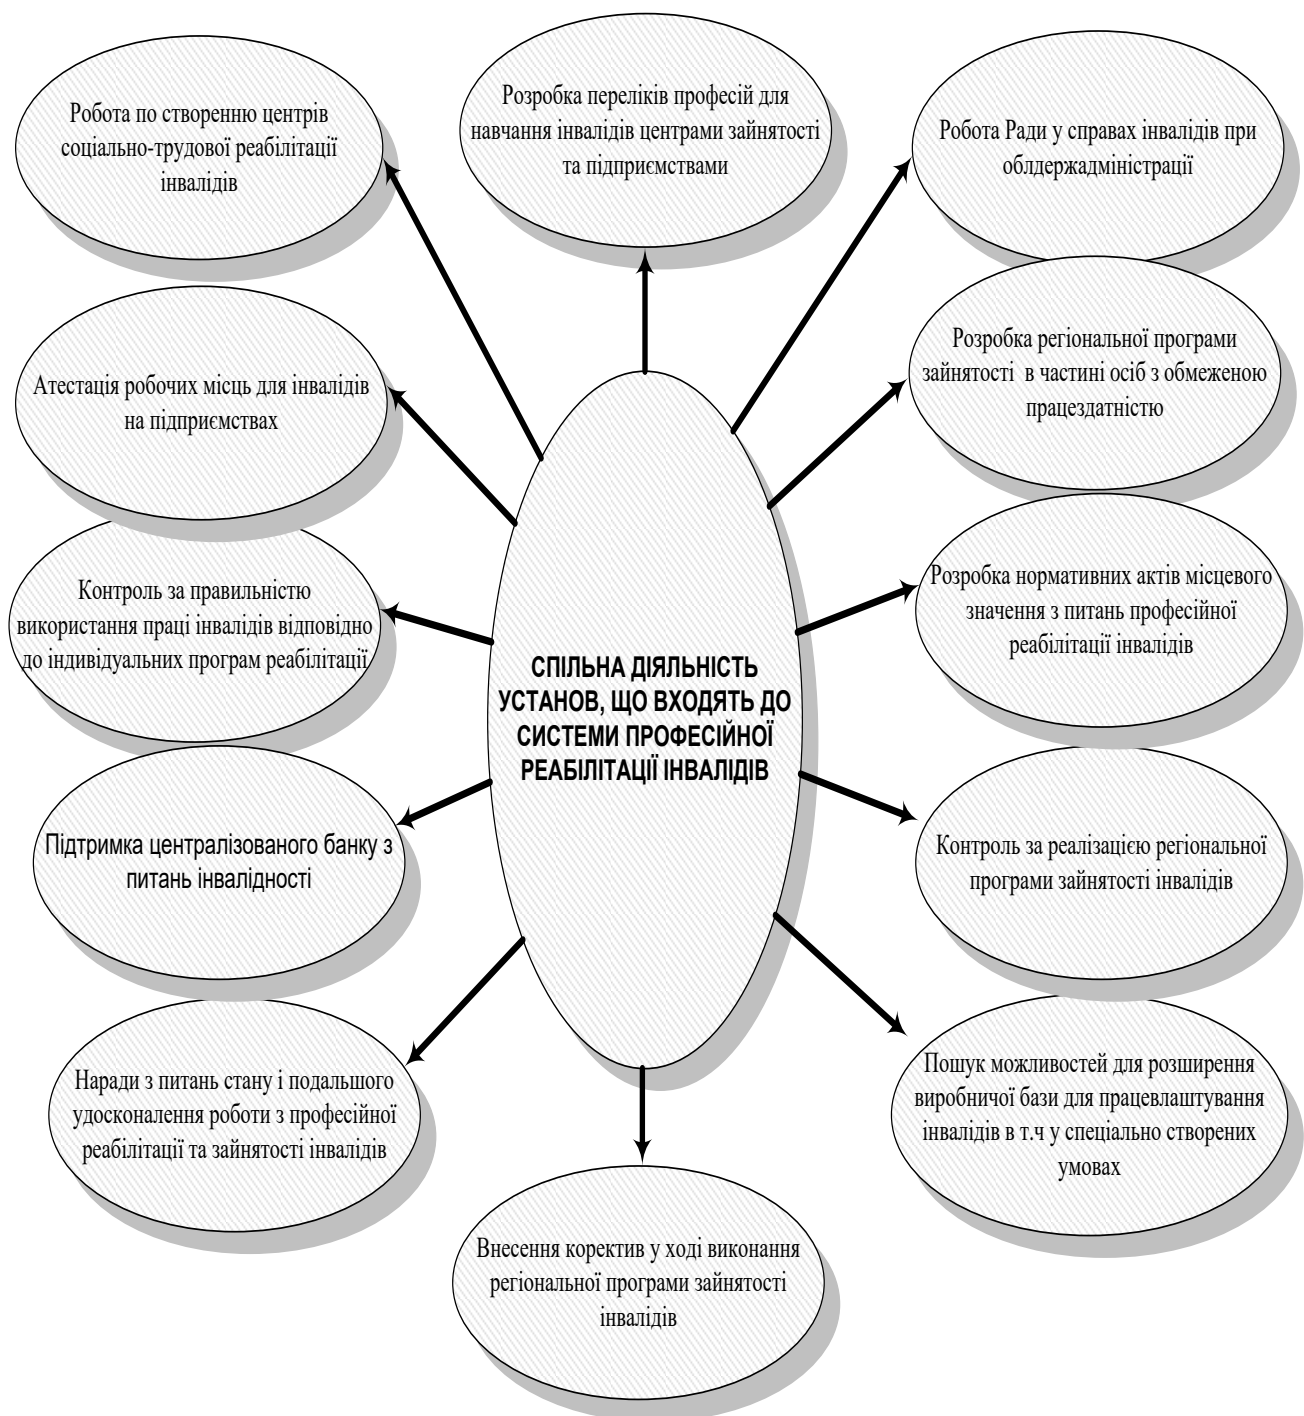 Робота по створенню центрів
соціально-трудової реабілітації
інвалідів
Розробка переліків професій для
навчання інвалідів центрами зайнятості
та підприємствами
Робота Ради у справах інвалідів при
облдержадміністрації
Атестація робочих місць для інвалідів
на підприємствах
Розробка регіональної програми
зайнятості в частині осіб з обмеженою
працездатністю
Контроль за правильністю
використання праці інвалідів відповідно
до індивідуальних програм реабілітації
СПІЛЬНА ДІЯЛЬНІСТЬ
УСТАНОВ, ЩО ВХОДЯТЬ ДО
СИСТЕМИ ПРОФЕСІЙНОЇ
РЕАБІЛІТАЦІЇ ІНВАЛІДІВ
Розробка нормативних актів місцевого
значення з питань професійної
реабілітації інвалідів
Підтримка централізованого банку з
питань інвалідності
Контроль за реалізацією регіональної
програми зайнятості інвалідів
Наради з питань стану і подальшого
удосконалення роботи з професійної
реабілітації та зайнятості інвалідів
Пошук можливостей для розширення
виробничої бази для працевлаштування
інвалідів в т.ч у спеціально створених
умовах
Внесення коректив у ході виконання
регіональної програми зайнятості
інвалідів